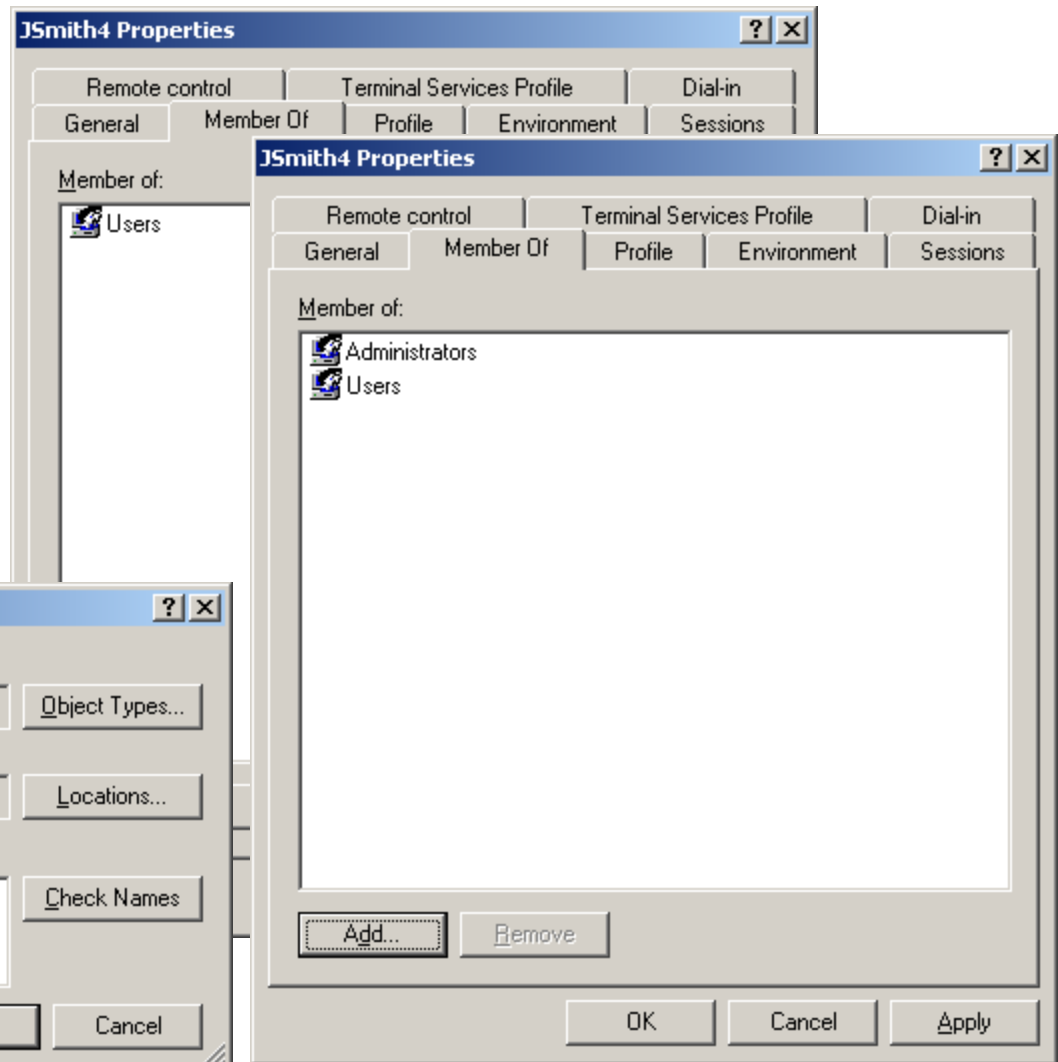 JSmith4 Properties
Remote control Terminal Services Profile Dial-in
General Member Of Profile Environment Sessions
Member of:
Users
JSmith4 Properties
Remote control Terminal Services Profile Dial-in
General Member Of Profile Environment Sessions
Member of:
Administrators
Users
Add... Remove
OK Cancel Apply
Object Types...
Locations...
Check Names
Cancel